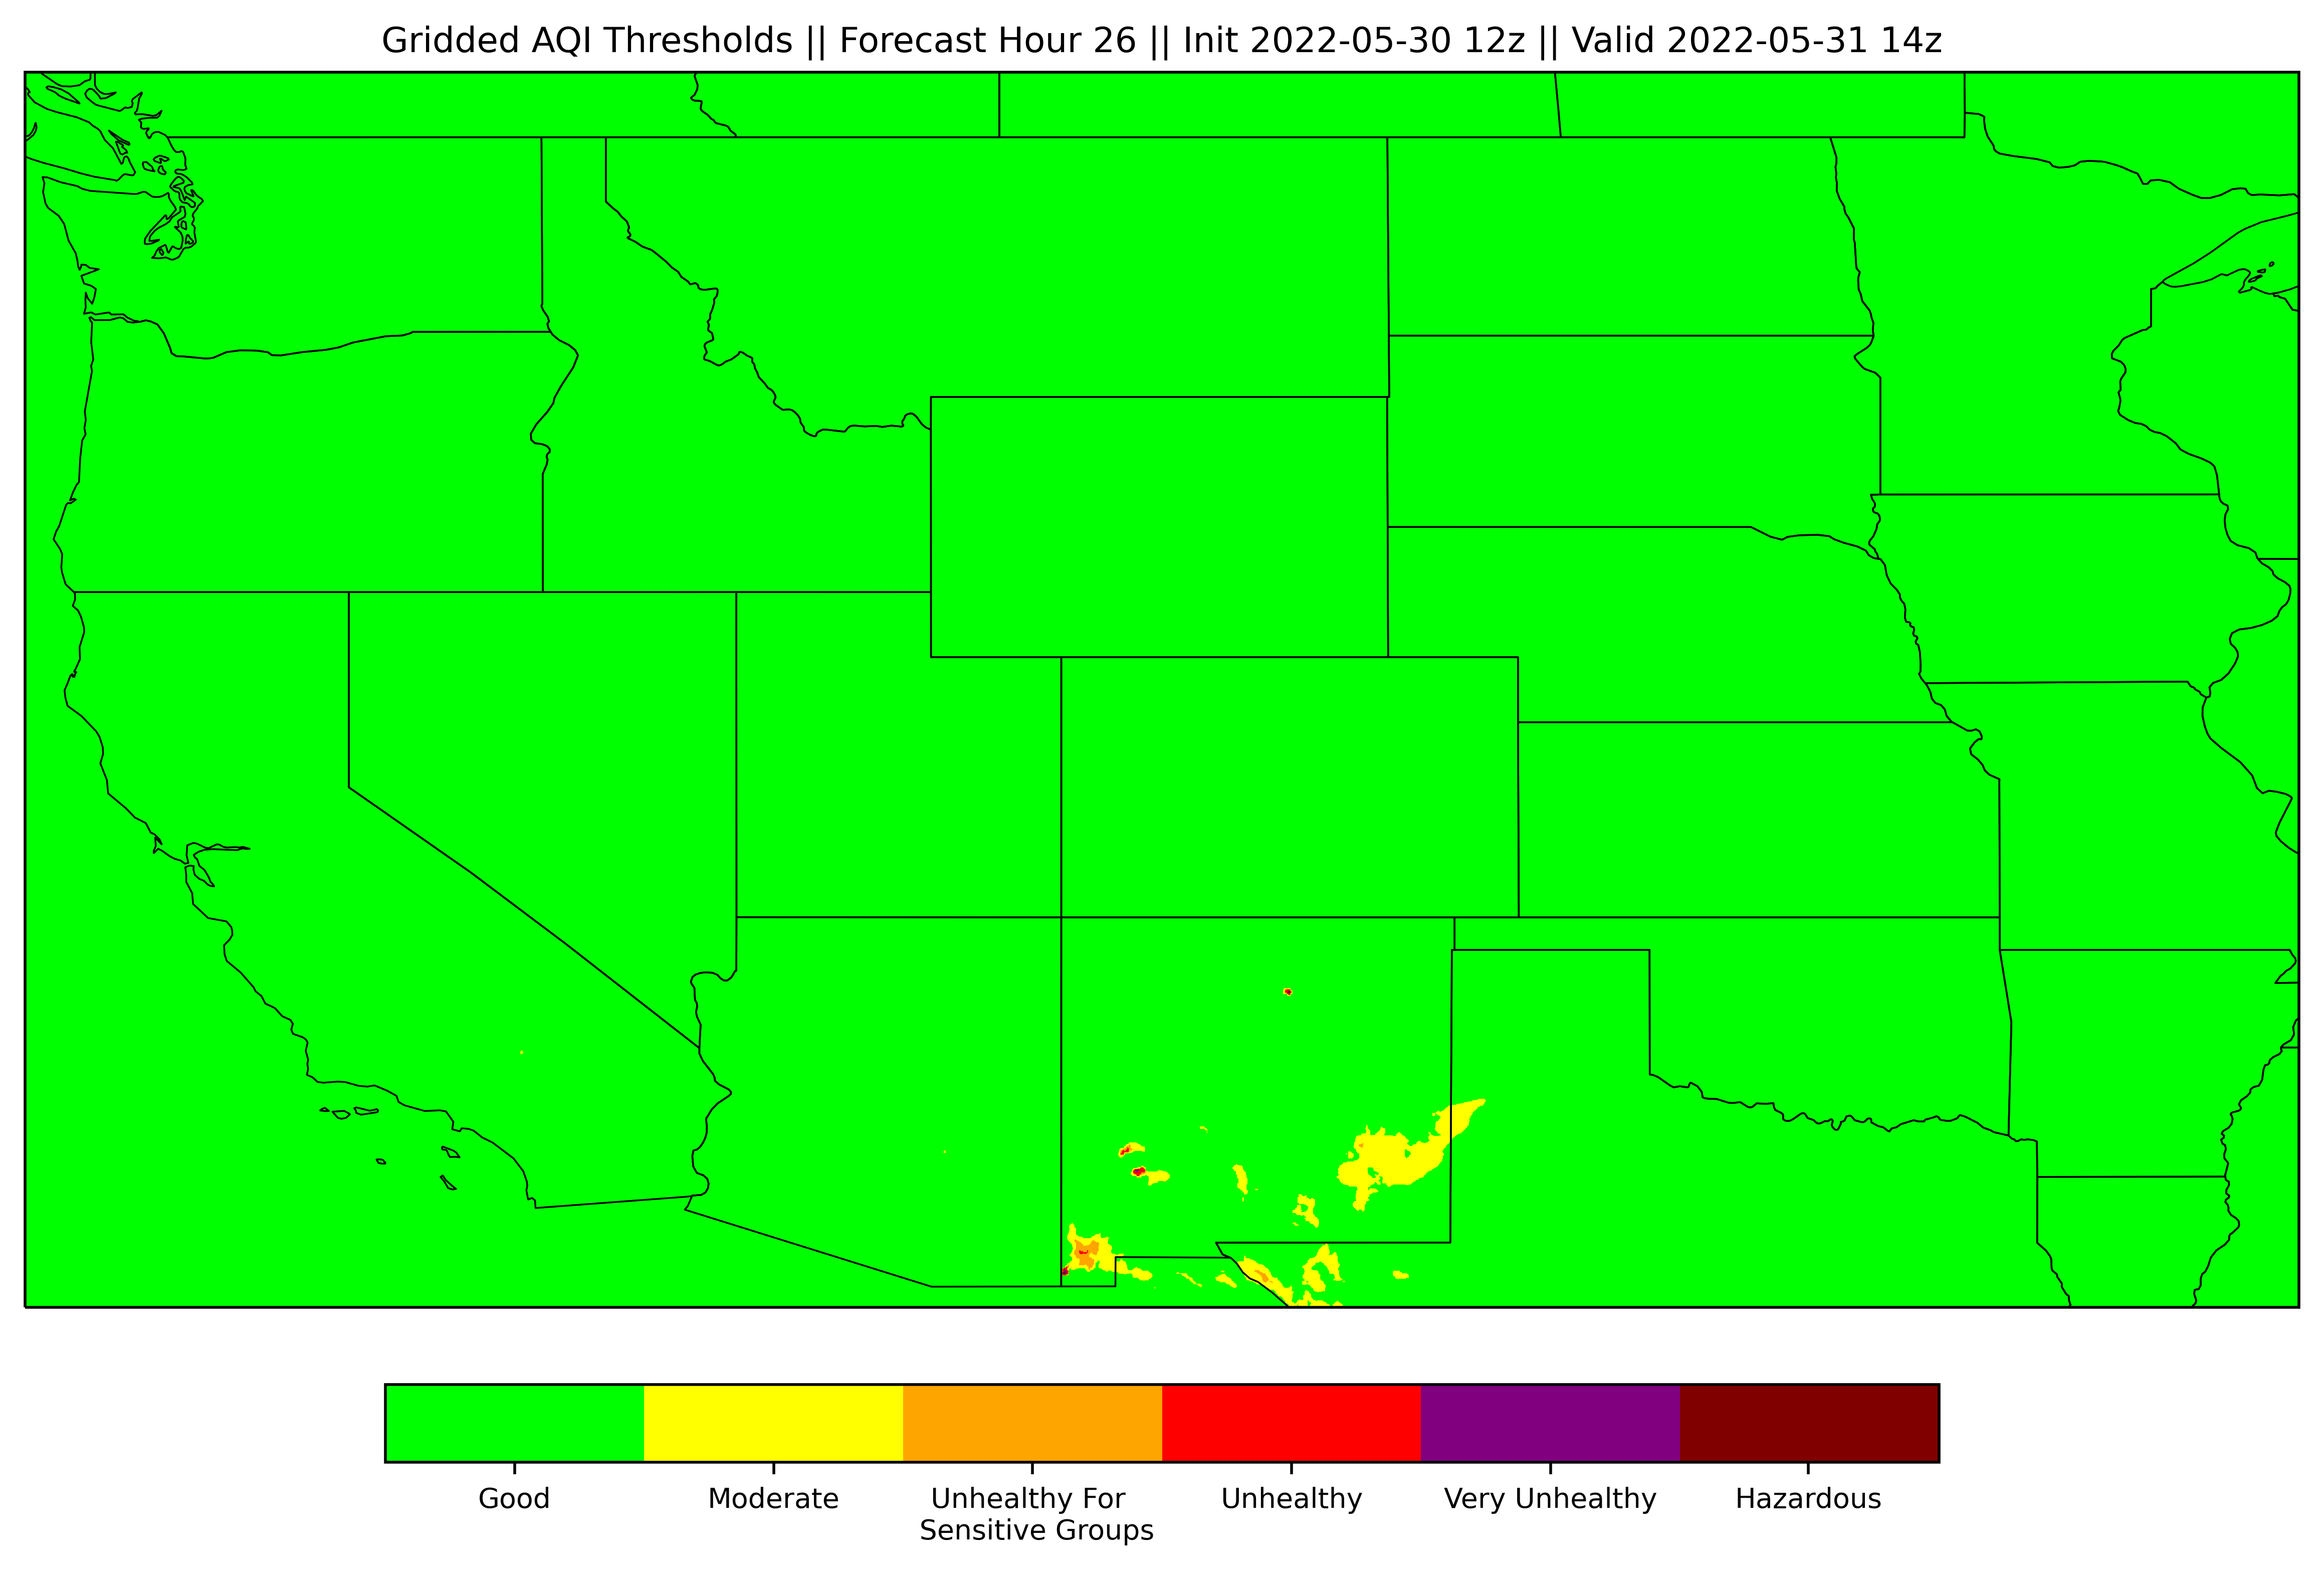 Gridded AQI Thresholds || Forecast Hour 26 || Init 2022-05-30 12z || Valid 2022-05-31 14z
Good
Moderate
Unhealthy For
Sensitive Groups
Unhealthy
Very Unhealthy
Hazardous